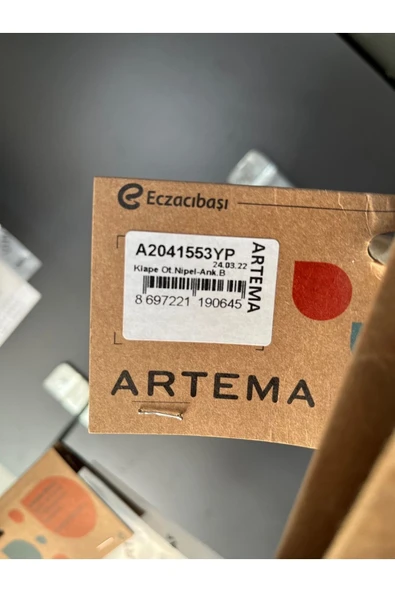 Eczacıbaşı
A2041553YP
24.03.22
Klape Ot.Nipel-Ank.B
8 697221 190645
ARTEMA
ARTEMA